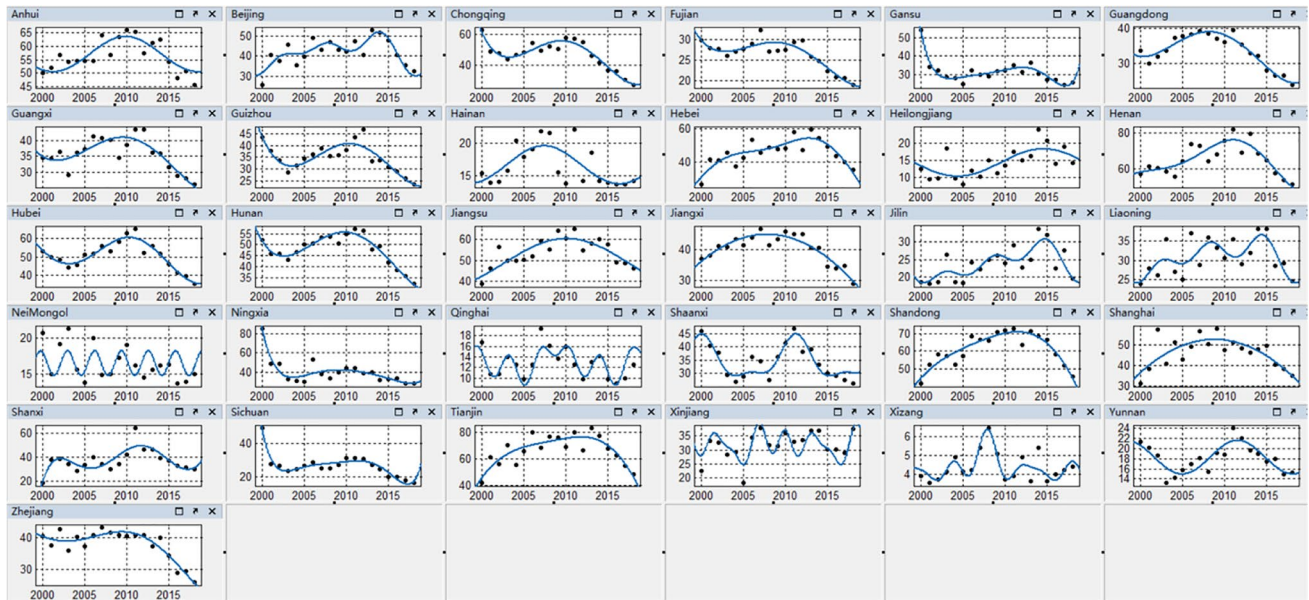 Anhui
65
60
55
50
45
2000 2005 2010 2015
Beijing
50
40
30
2000 2005 2010 2015
Chongqing
60
40
2000 2005 2010 2015
Fujian
30
25
20
2000 2005 2010 2015
Gansu
50
40
30
2000 2005 2010 2015
Guangdong
40
30
2000 2005 2010 2015
Guangxi
40
35
30
2000 2005 2010 2015
Guizhou
45
40
35
30
25
2000 2005 2010 2015
Hainan
20
15
2000 2005 2010 2015
Hebei
60
40
2000 2005 2010 2015
Heilongjiang
20
15
10
2000 2005 2010 2015
Henan
80
60
2000 2005 2010 2015
Hubei
60
50
40
2000 2005 2010 2015
Hunan
55
50
45
40
35
2000 2005 2010 2015
Jiangsu
60
50
40
2000 2005 2010 2015
Jiangxi
40
30
2000 2005 2010 2015
Jilin
30
25
20
2000 2005 2010 2015
Liaoning
35
30
25
2000 2005 2010 2015
NeiMongol
20
15
2000 2005 2010 2015
Ningxia
80
60
40
2000 2005 2010 2015
Qinghai
18
16
14
12
10
2000 2005 2010 2015
Shaanxi
45
40
35
30
25
2000 2005 2010 2015
Shandong
70
60
50
2000 2005 2010 2015
Shanghai
50
40
30
2000 2005 2010 2015
Shanxi
60
40
20
2000 2005 2010 2015
Sichuan
40
20
2000 2005 2010 2015
Tianjin
80
60
40
2000 2005 2010 2015
Xinjiang
35
30
25
20
2000 2005 2010 2015
Xizang
6
5
4
2000 2005 2010 2015
Yunnan
24
22
20
18
16
14
2000 2005 2010 2015
Zhejiang
40
30
2000 2005 2010 2015